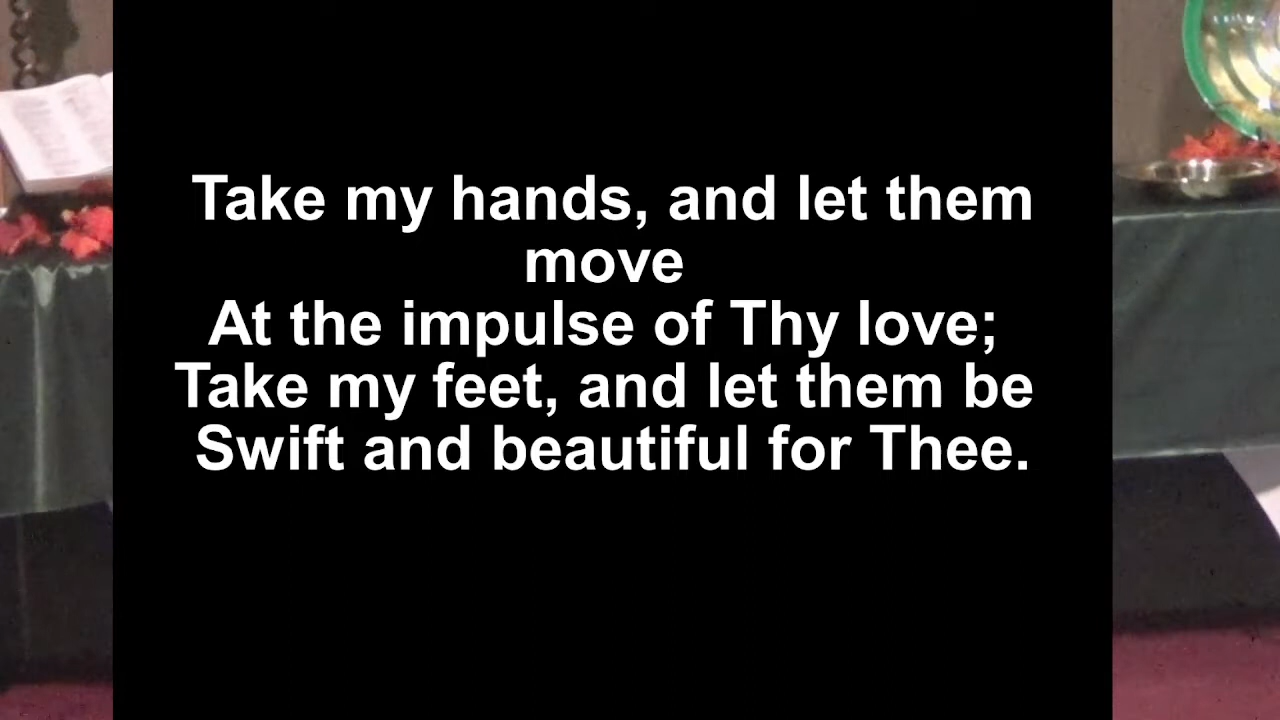 Take my hands, and let them
move
At the impulse of Thy love;
Take my feet, and let them be
Swift and beautiful for Thee.